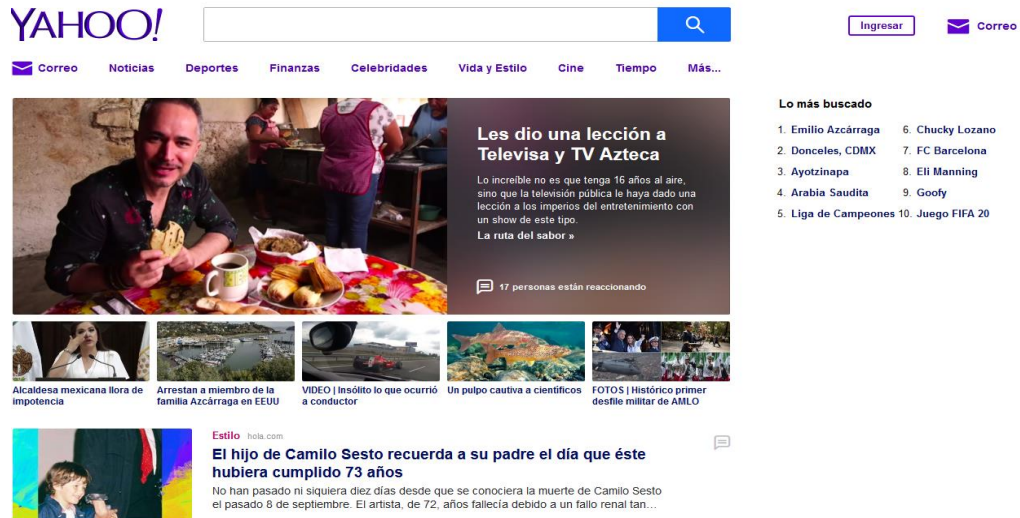 YAHOO!
Ingresar
Correo
Correo
Noticias
Deportes
Finanzas
Celebridades
Vida y Estilo
Cine
Tiempo
Más...
Les dio una lección a
Televisa y TV Azteca
Lo increíble no es que tenga 16 años al aire,
sino que la televisión pública le haya dado una
lección a los imperios del entretenimiento con
un show de este tipo.
La ruta del sabor »
17 personas están reaccionando
Lo más buscado
1. Emilio Azcárraga
2. Donceles, CDMX
3. Ayotzinapa
4. Arabia Saudita
5. Liga de Campeones
6. Chucky Lozano
7. FC Barcelona
8. Eli Manning
9. Goofy
10. Juego FIFA 20
Alcaldesa mexicana llora de
impotencia
Arrestan a miembro de la
familia Azcárraga en EEUU
VIDEO | Insólito lo que ocurrió
a conductor
Un pulpo cautiva a científicos
FOTOS | Histórico primer
desfile militar de AMLO
Estilo hola.com
El hijo de Camilo Sesto recuerda a su padre el día que éste
hubiera cumplido 73 años
No han pasado ni siquiera diez días desde que se conociera la muerte de Camilo Sesto
el pasado 8 de septiembre. El artista, de 72, años fallecía debido a un fallo renal tan...